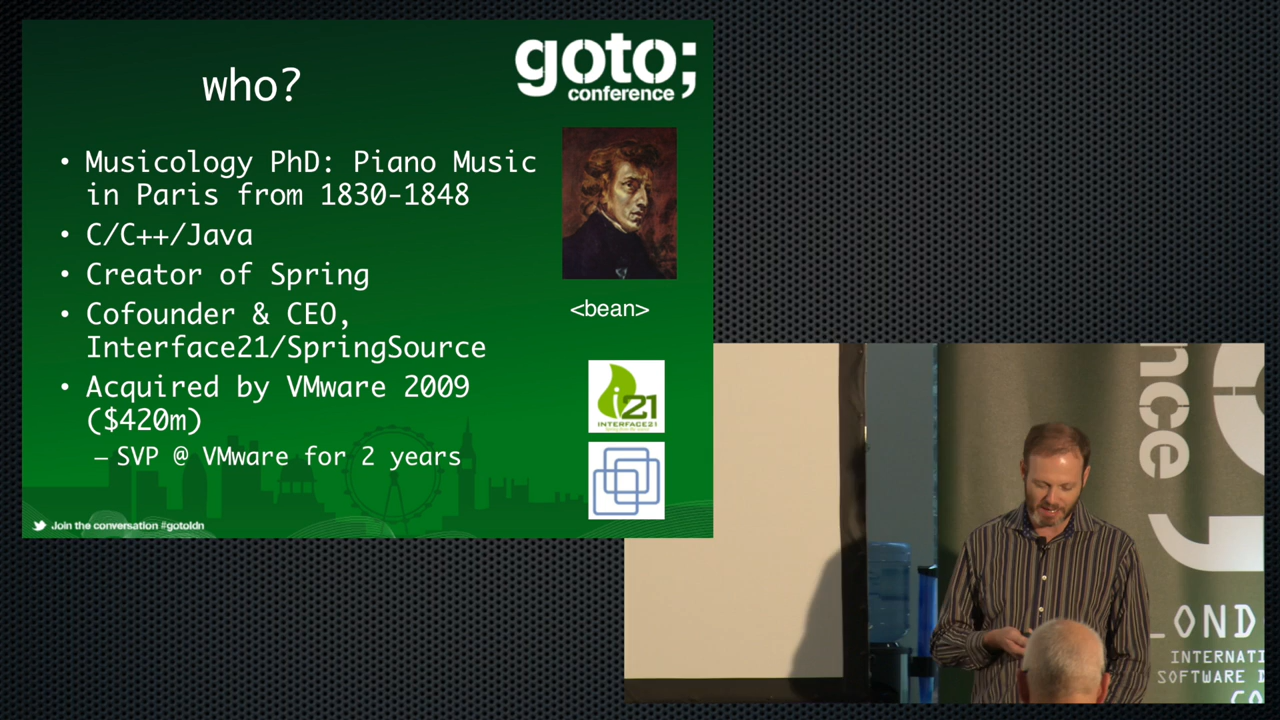 who?
goto;
conference
• Musicology PhD: Piano Music
in Paris from 1830-1848
• C/C++/Java
• Creator of Spring
• Cofounder & CEO,
Interface21/SpringSource
• Acquired by VMware 2009
($420m)
– SVP @ VMware for 2 years
<bean>
i21
INTERFACE21
Join the conversation #gotoldn
nce
LOND
INTERNATI
SOFTWARE D
CO